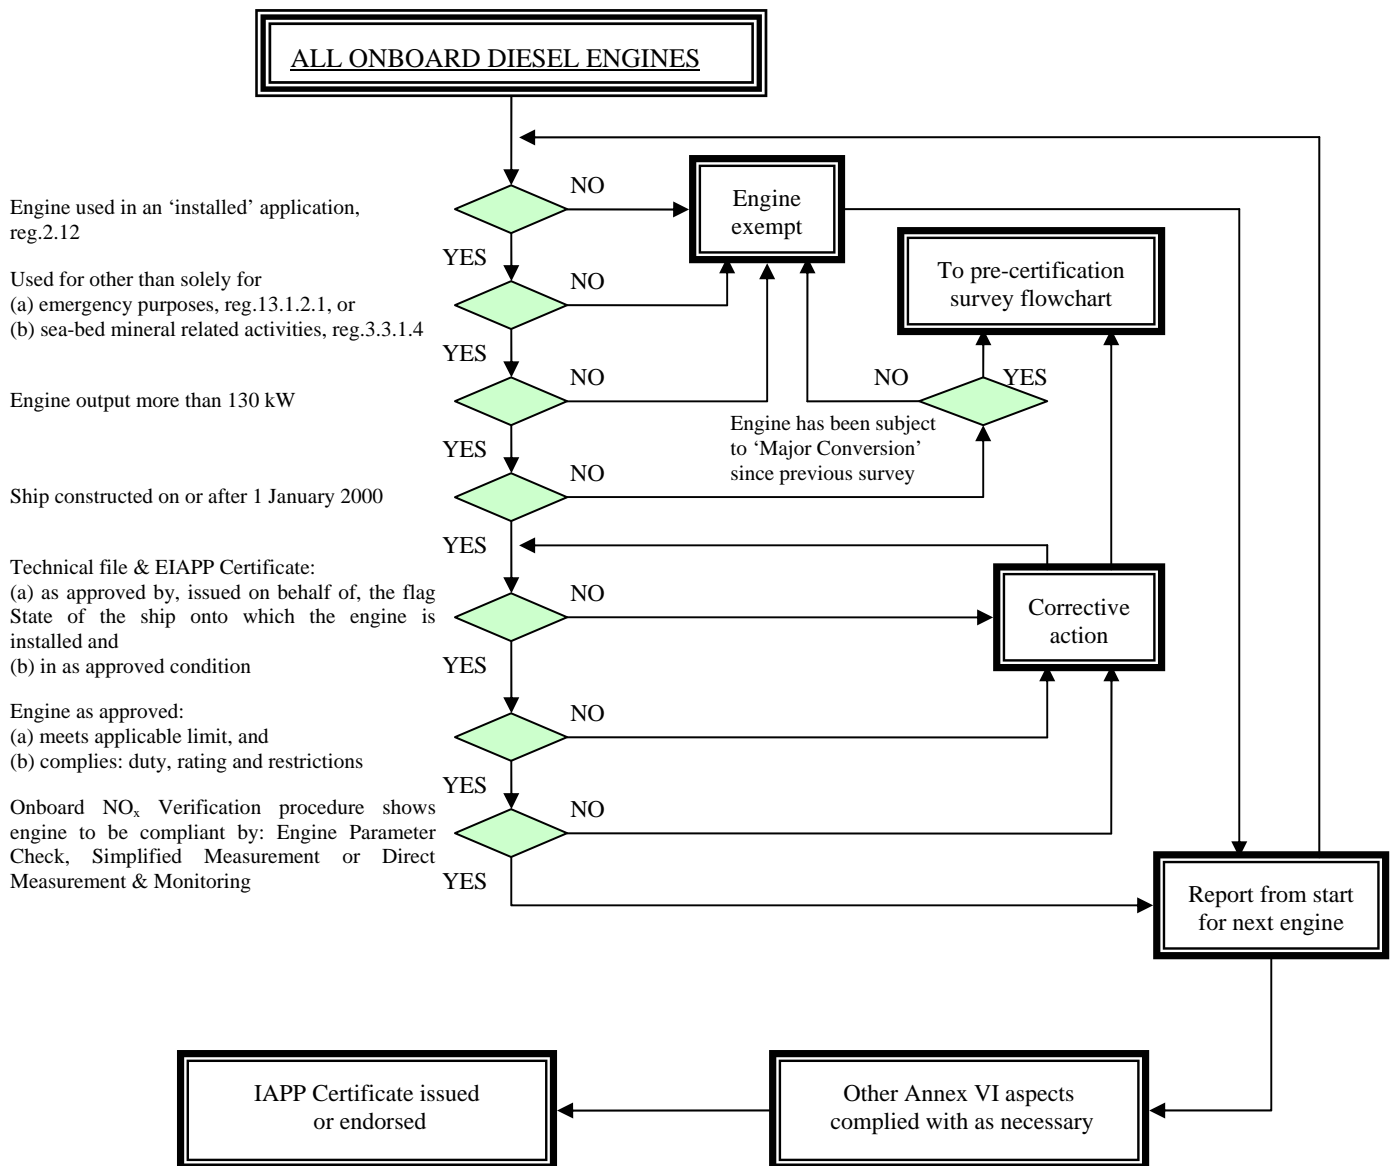 ALL ONBOARD DIESEL ENGINES
Engine used in an ‘installed’ application,
reg.2.12
NO
Engine
exempt
YES
Used for other than solely for
(a) emergency purposes, reg.13.1.2.1, or
(b) sea-bed mineral related activities, reg.3.3.1.4
NO
To pre-certification
survey flowchart
YES
Engine output more than 130 kW
NO
NO
YES
Engine has been subject
to ‘Major Conversion’
since previous survey
YES
Ship constructed on or after 1 January 2000
NO
YES
Technical file & EIAPP Certificate:
(a) as approved by, issued on behalf of, the flag
State of the ship onto which the engine is
installed and
(b) in as approved condition
NO
Corrective
action
YES
Engine as approved:
(a) meets applicable limit, and
(b) complies: duty, rating and restrictions
NO
YES
Onboard NOx Verification procedure shows
engine to be compliant by: Engine Parameter
Check, Simplified Measurement or Direct
Measurement & Monitoring
NO
YES
Report from start
for next engine
IAPP Certificate issued
or endorsed
Other Annex VI aspects
complied with as necessary